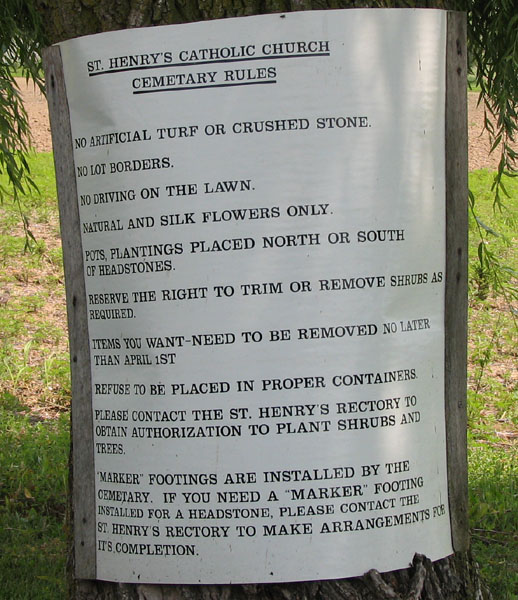 ST. HENRY'S CATHOLIC CHURCH
CEMETARY RULES
NO ARTIFICIAL TURF OR CRUSHED STONE.
NO LOT BORDERS.
NO DRIVING ON THE LAWN.
NATURAL AND SILK FLOWERS ONLY.
POTS, PLANTINGS PLACED NORTH OR SOUTH
OF HEADSTONES.
RESERVE THE RIGHT TO TRIM OR REMOVE SHRUBS AS
REQUIRED.
ITEMS YOU WANT-NEED TO BE REMOVED NO LATER
THAN APRIL 1ST
REFUSE TO BE PLACED IN PROPER CONTAINERS.
PLEASE CONTACT THE ST. HENRY'S RECTORY TO
OBTAIN AUTHORIZATION TO PLANT SHRUBS AND
TREES.
"MARKER" FOOTINGS ARE INSTALLED BY THE
CEMETARY. IF YOU NEED A "MARKER" FOOTING
INSTALLED FOR A HEADSTONE, PLEASE CONTACT THE
ST. HENRY'S RECTORY TO MAKE ARRANGEMENTS FOR
IT'S COMPLETION.